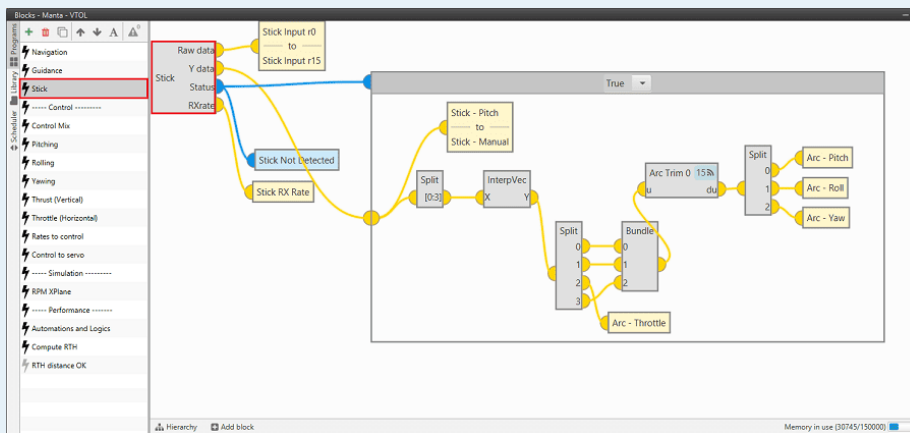 Blocks - Manta - VTOL
Programs
Library
Scheduler
A
Navigation
Guidance
Stick
----- Control ---------
Control Mix
Pitching
Rolling
Yawing
Thrust (Vertical)
Throttle (Horizontal)
Rates to control
Control to servo
----- Simulation ---------
RPM XPlane
----- Performance -------
Automations and Logics
Compute RTH
RTH distance OK
Stick
Raw data
Y data
Status
RXrate
Stick Input r0
to
Stick Input r15
Stick Not Detected
Stick RX Rate
True
Stick - Pitch
to
Stick - Manual
Split
[0:3]
InterpVec
X Y
Split
0
1
2
3
Bundle
0
1
2
Arc - Throttle
Arc Trim 0 15
u du
Split
0
1
2
Arc - Pitch
Arc - Roll
Arc - Yaw
Hierarchy
Add block
Memory in use (30745/150000)